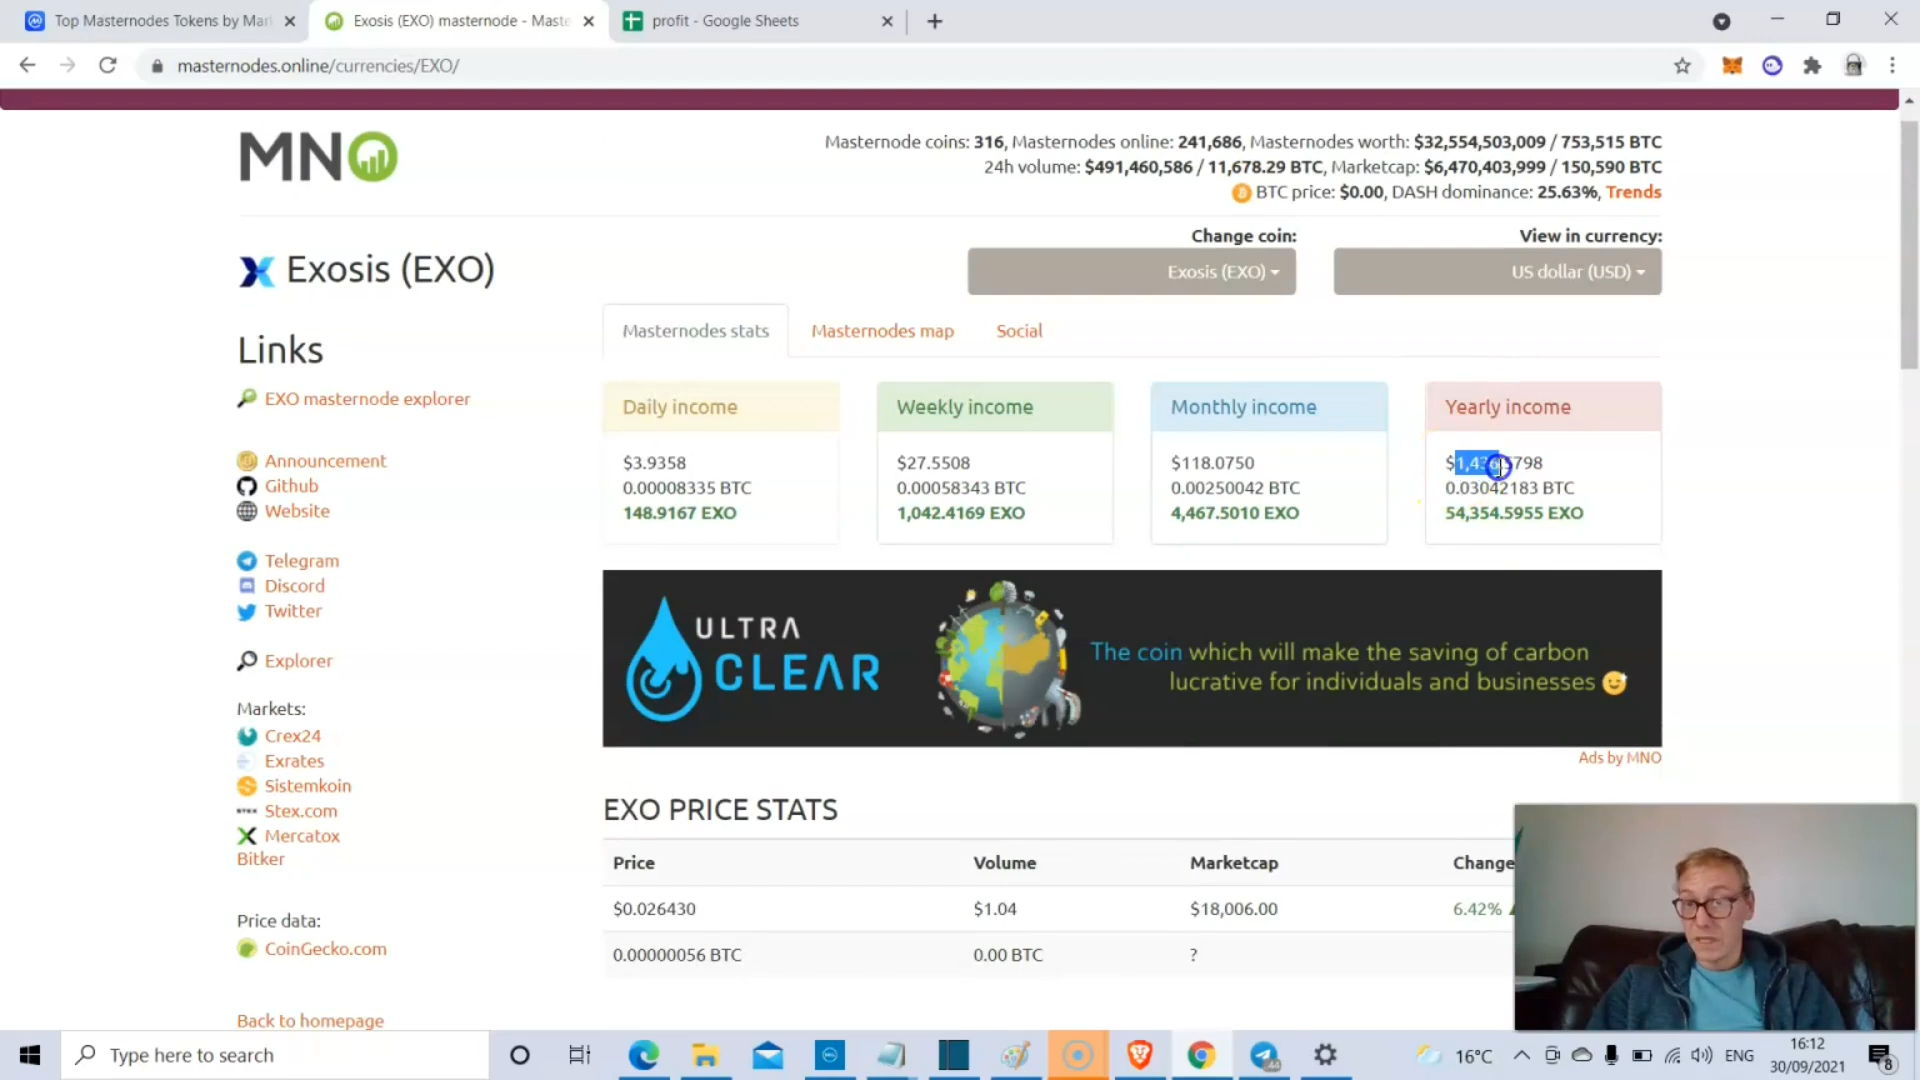 Top Masternodes Tokens by Mar
Exosis (EXO) masternode - Maste
profit - Google Sheets
masternodes.online/currencies/EXO/
MNO
Masternode coins: 316, Masternodes online: 241,686, Masternodes worth: $32,554,503,009 / 753,515 BTC
24h volume: $491,460,586 / 11,678.29 BTC, Marketcap: $6,470,403,999 / 150,590 BTC
BTC price: $0.00, DASH dominance: 25.63%, Trends
Change coin:
View in currency:
Exosis (EXO)
Exosis (EXO)
US dollar (USD)
Links
EXO masternode explorer
Announcement
Github
Website
Telegram
Discord
Twitter
Explorer
Markets:
Crex24
Exrates
Sistemkoin
STEX Stex.com
Mercatox
Bitker
Price data:
CoinGecko.com
Back to homepage
Masternodes stats
Masternodes map
Social
Daily income
$3.9358
0.00008335 BTC
148.9167 EXO
Weekly income
$27.5508
0.00058343 BTC
1,042.4169 EXO
Monthly income
$118.0750
0.00250042 BTC
4,467.5010 EXO
Yearly income
$1,436.5798
0.03042183 BTC
54,354.5955 EXO
ULTRA
CLEAR
The coin which will make the saving of carbon
lucrative for individuals and businesses
Ads by MNO
EXO PRICE STATS
Price Volume Marketcap Change
$0.026430 $1.04 $18,006.00 6.42%
0.00000056 BTC 0.00 BTC ?
Type here to search
16°C
ENG
16:12
30/09/2021
8